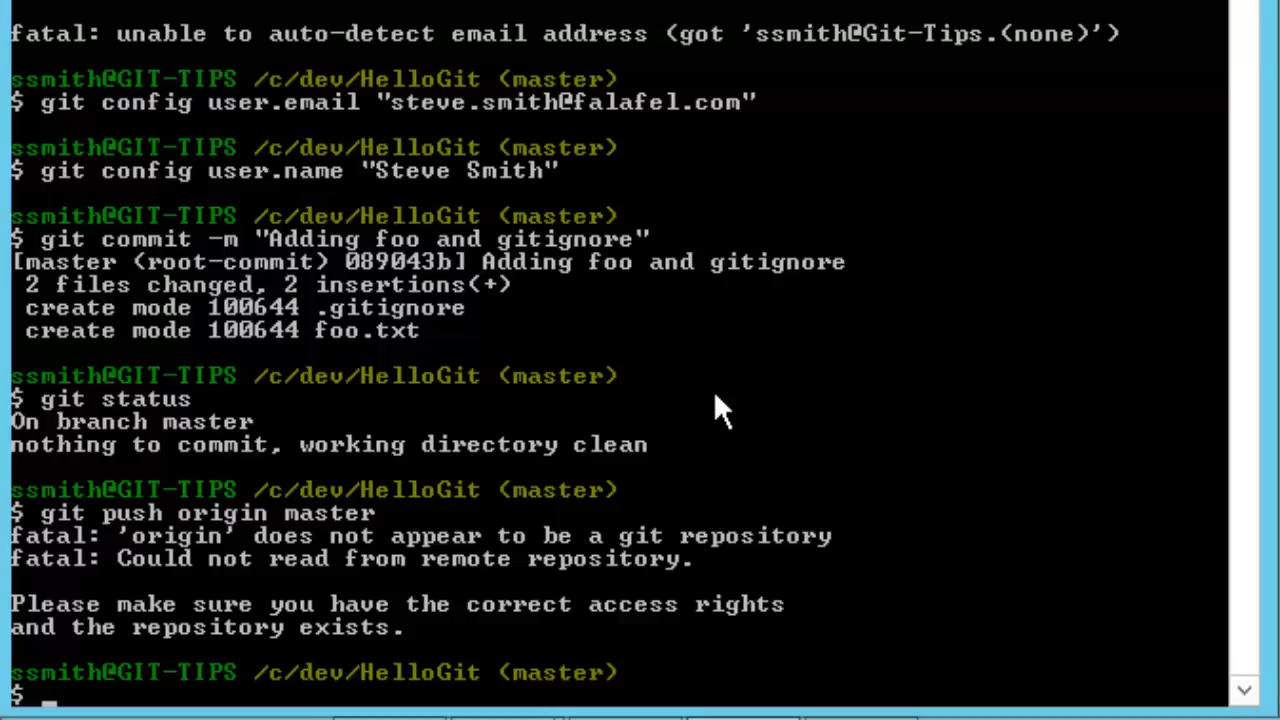 fatal: unable to auto-detect email address (got 'ssmith@Git-Tips.(none)')
ssmith@GIT-TIPS /c/dev/HelloGit (master)
$ git config user.email "steve.smith@falafel.com"
ssmith@GIT-TIPS /c/dev/HelloGit (master)
$ git config user.name "Steve Smith"
ssmith@GIT-TIPS /c/dev/HelloGit (master)
$ git commit -m "Adding foo and gitignore"
[master (root-commit) 089043b] Adding foo and gitignore
 2 files changed, 2 insertions(+)
 create mode 100644 .gitignore
 create mode 100644 foo.txt
ssmith@GIT-TIPS /c/dev/HelloGit (master)
$ git status
On branch master
nothing to commit, working directory clean
ssmith@GIT-TIPS /c/dev/HelloGit (master)
$ git push origin master
fatal: 'origin' does not appear to be a git repository
fatal: Could not read from remote repository.
Please make sure you have the correct access rights
and the repository exists.
ssmith@GIT-TIPS /c/dev/HelloGit (master)
$